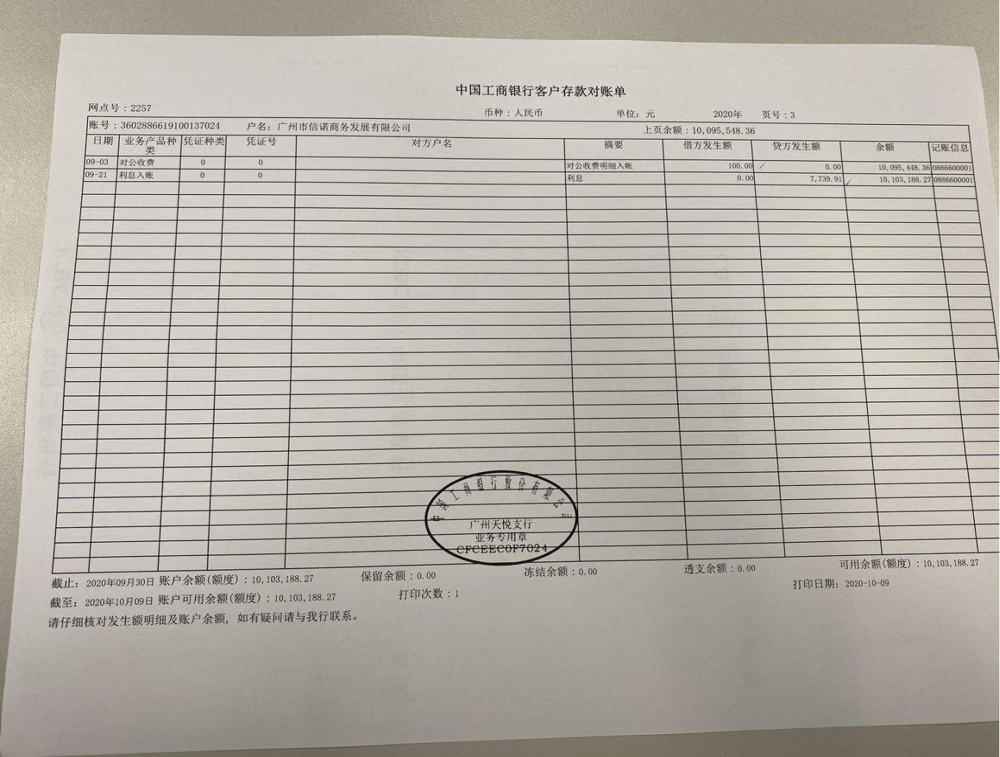 中国工商银行客户存款对账单
网点号：2257 币种：人民币 单位：元 2020年 页号：3
账号：3602886619100137024 户名：广州市信诺商务发展有限公司 上页余额：10,095,548.36
日期 业务产品种类 凭证种类 凭证号 对方户名 摘要 借方发生额 贷方发生额 余额 记账信息
09-03 对公收费 0 0 对公收费明细入帐 100.00 0.00 10,095,448.36 0886600001
09-21 利息入账 0 0 利息 0.00 7,739.91 10,103,188.27 0886600001
中国工商银行股份有限公司
广州天悦支行
业务专用章
CFCEEC0F7024
截止：2020年09月30日 账户余额(额度)：10,103,188.27 保留余额：0.00 冻结余额：0.00 透支余额：0.00 可用余额(额度)：10,103,188.27
截至：2020年10月09日 账户可用余额(额度)：10,103,188.27 打印次数：1 打印日期：2020-10-09
请仔细核对发生额明细及账户余额，如有疑问请与我行联系。